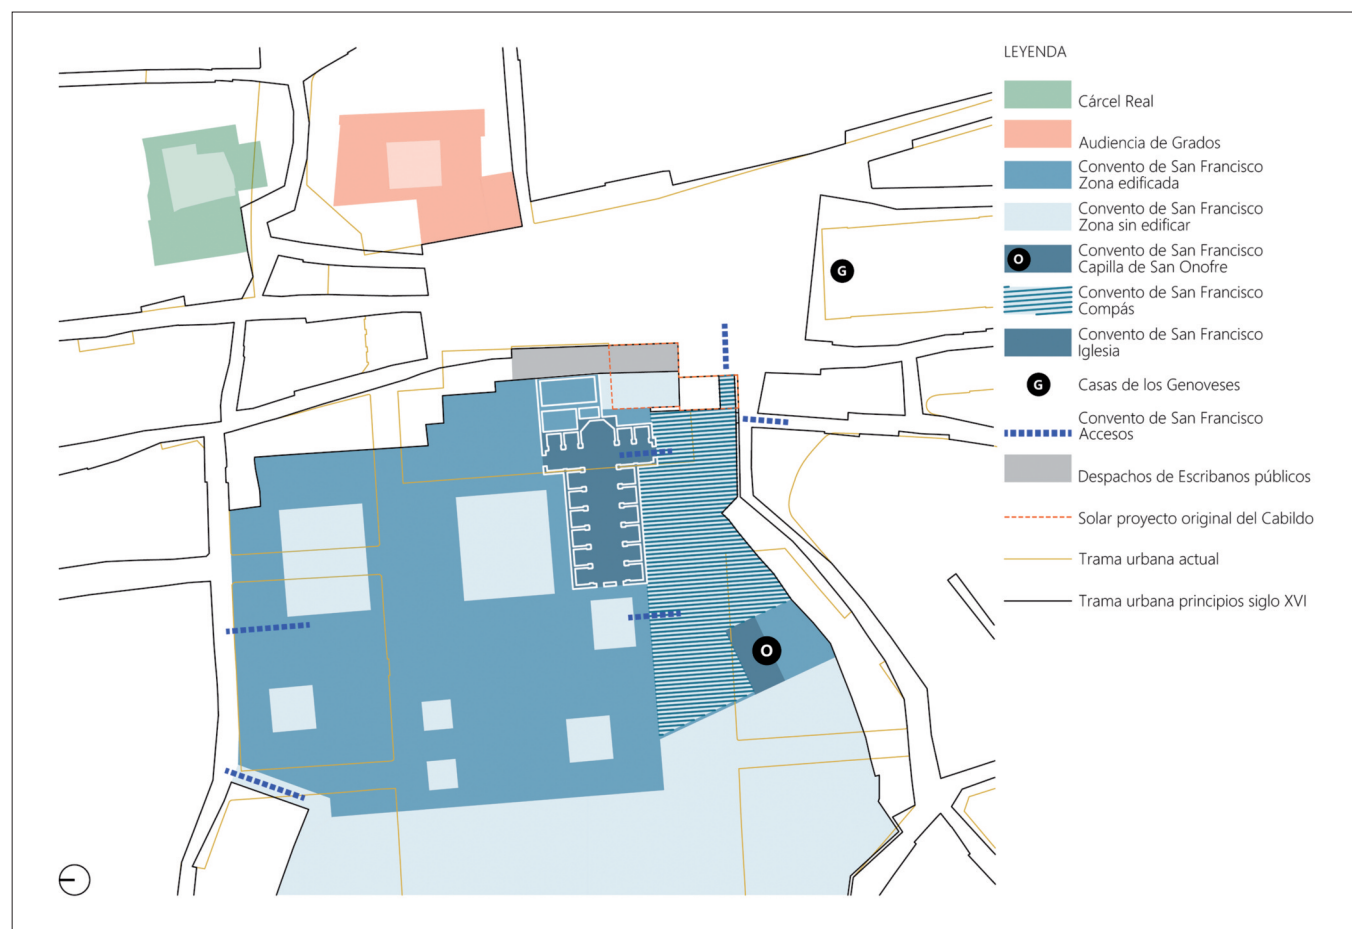 LEYENDA
Cárcel Real
Audiencia de Grados
Convento de San Francisco
Zona edificada
Convento de San Francisco
Zona sin edificar
O
Convento de San Francisco
Capilla de San Onofre
Convento de San Francisco
Compás
Convento de San Francisco
Iglesia
G
Casas de los Genoveses
Convento de San Francisco
Accesos
Despachos de Escribanos públicos
Solar proyecto original del Cabildo
Trama urbana actual
Trama urbana principios siglo XVI
G
O